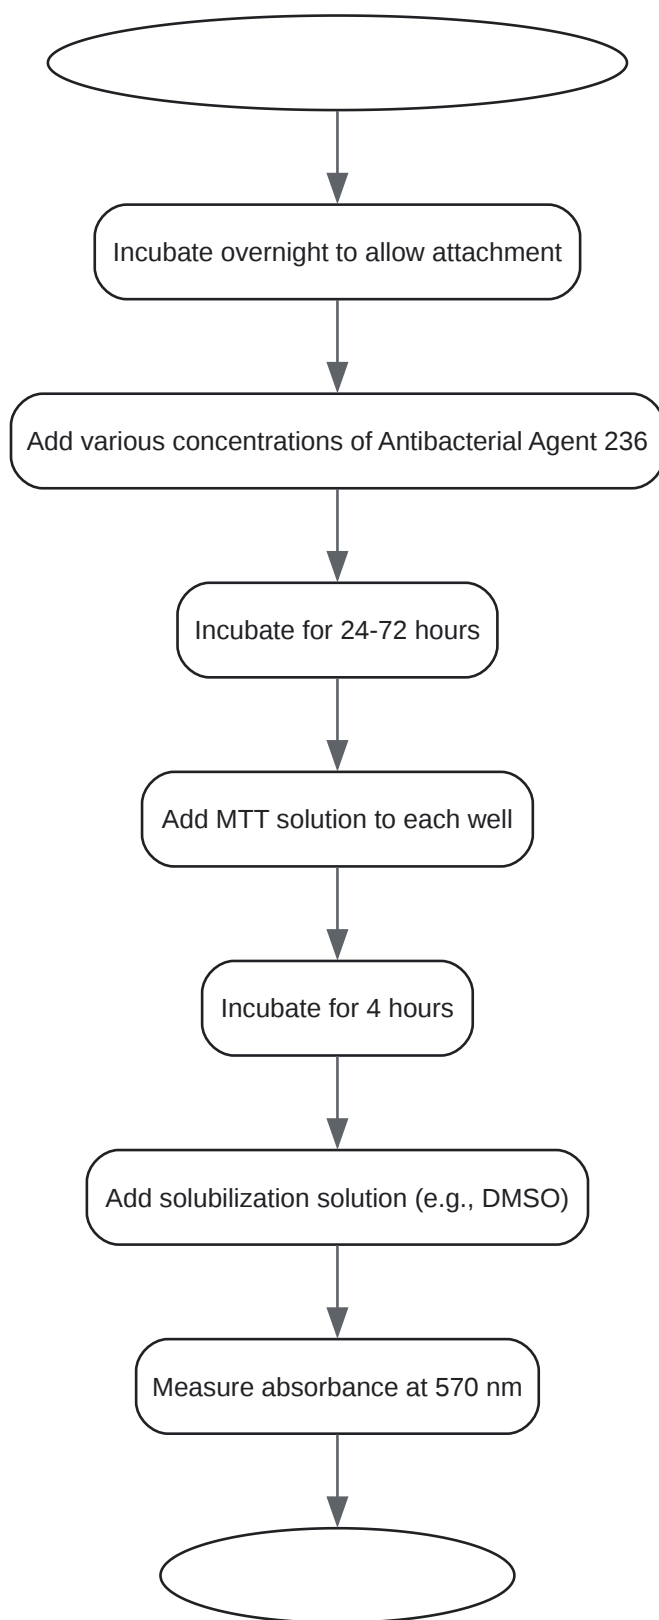 Incubate overnight to allow attachment
Add various concentrations of Antibacterial Agent 236
Incubate for 24-72 hours
Add MTT solution to each well
Incubate for 4 hours
Add solubilization solution (e.g., DMSO)
Measure absorbance at 570 nm